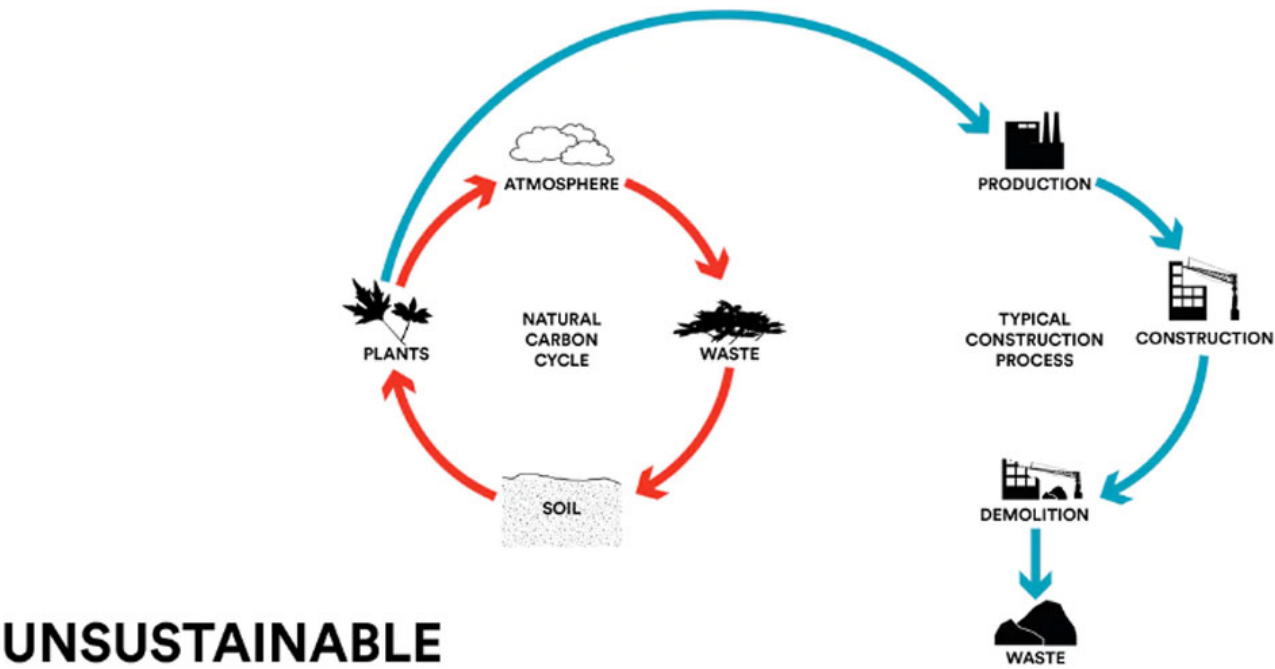 ATMOSPHERE
PRODUCTION
NATURAL
CARBON
CYCLE
PLANTS
WASTE
TYPICAL
CONSTRUCTION
PROCESS
CONSTRUCTION
SOIL
DEMOLITION
UNSUSTAINABLE
WASTE